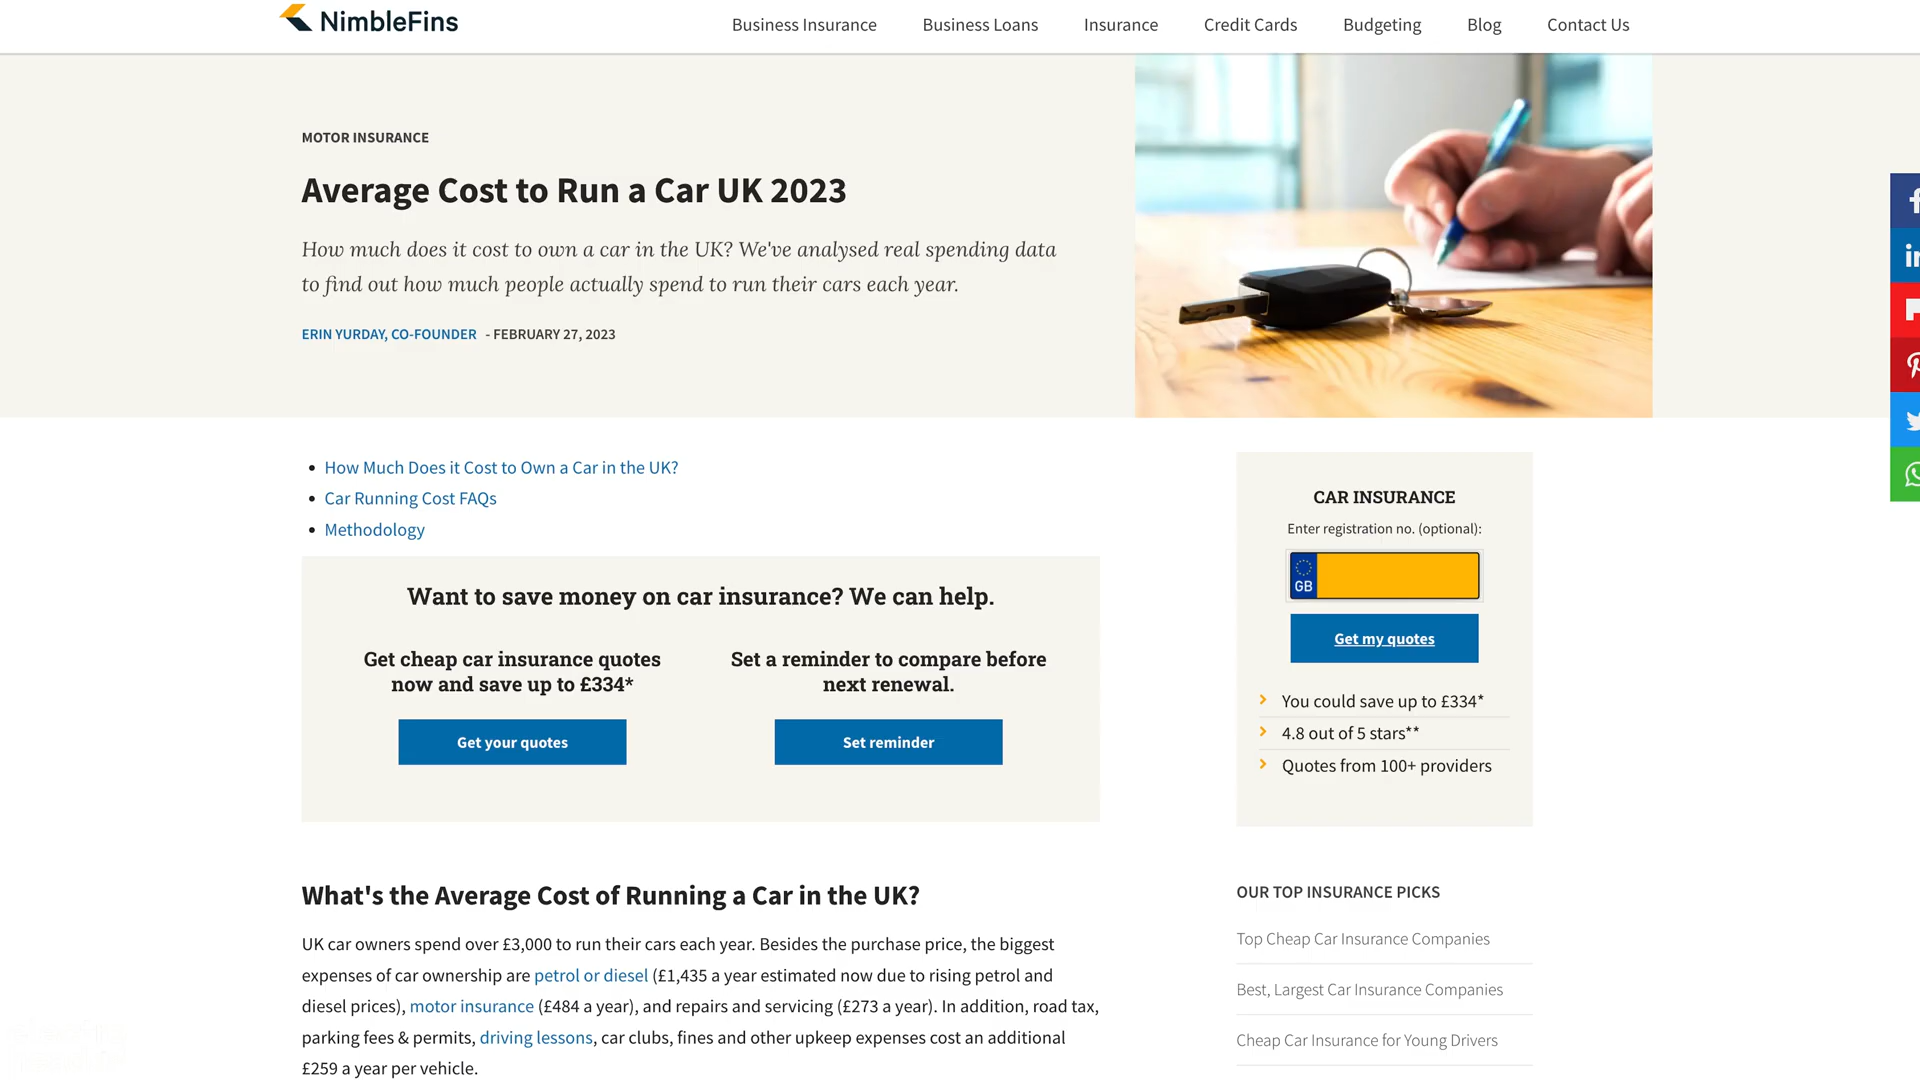 NimbleFins
Business Insurance
Business Loans
Insurance
Credit Cards
Budgeting
Blog
Contact Us
MOTOR INSURANCE
Average Cost to Run a Car UK 2023
How much does it cost to own a car in the UK? We've analysed real spending data
to find out how much people actually spend to run their cars each year.
ERIN YURDAY, CO-FOUNDER - FEBRUARY 27, 2023
How Much Does it Cost to Own a Car in the UK?
Car Running Cost FAQs
Methodology
Want to save money on car insurance? We can help.
Get cheap car insurance quotes
now and save up to £334*
Get your quotes
Set a reminder to compare before
next renewal.
Set reminder
CAR INSURANCE
Enter registration no. (optional):
GB
Get my quotes
You could save up to £334*
4.8 out of 5 stars**
Quotes from 100+ providers
What's the Average Cost of Running a Car in the UK?
UK car owners spend over £3,000 to run their cars each year. Besides the purchase price, the biggest
expenses of car ownership are petrol or diesel (£1,435 a year estimated now due to rising petrol and
diesel prices), motor insurance (£484 a year), and repairs and servicing (£273 a year). In addition, road tax,
parking fees & permits, driving lessons, car clubs, fines and other upkeep expenses cost an additional
£259 a year per vehicle.
OUR TOP INSURANCE PICKS
Top Cheap Car Insurance Companies
Best, Largest Car Insurance Companies
Cheap Car Insurance for Young Drivers